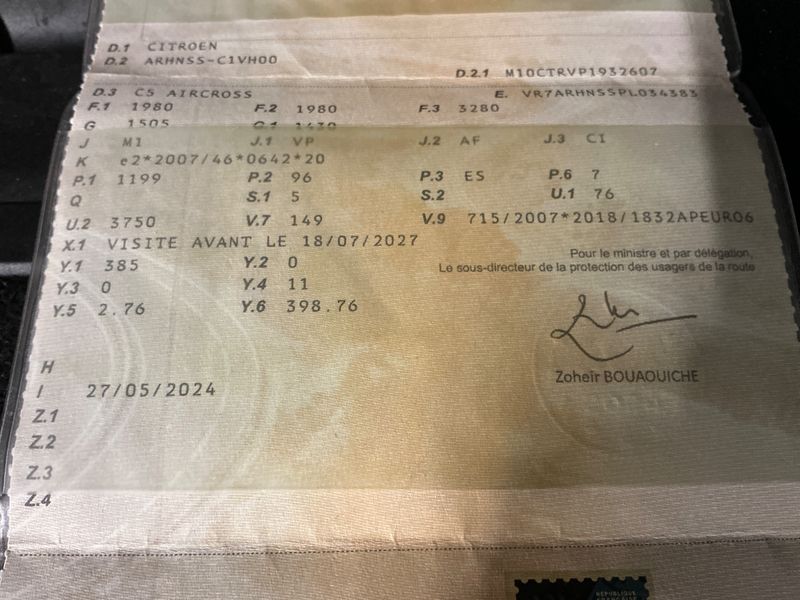 D.1 CITROEN
D.2 ARHNSS-C1VH00
D.2.1 M10CTRVP1932607
D.3 C5 AIRCROSS E. VR7ARHNSSPL034383
F.1 1980 F.2 1980 F.3 3280
G 1505 G.1 1430
J M1 J.1 VP J.2 AF J.3 CI
K e2*2007/46*0642*20
P.1 1199 P.2 96 P.3 ES P.6 7
Q S.1 5 S.2 U.1 76
U.2 3750 V.7 149 V.9 715/2007*2018/1832APEURO6
X.1 VISITE AVANT LE 18/07/2027
Pour le ministre et par délégation,
Y.1 385 Y.2 0 Le sous-directeur de la protection des usagers de la route
Y.3 0 Y.4 11
Y.5 2.76 Y.6 398.76
Zoheir BOUAOUICHE
H
I 27/05/2024
Z.1
Z.2
Z.3
Z.4
RÉPUBLIQUE
FRANÇAISE